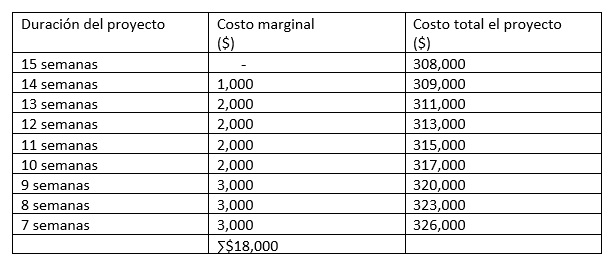 Duración del proyecto Costo marginal ($) Costo total el proyecto ($)
15 semanas - 308,000
14 semanas 1,000 309,000
13 semanas 2,000 311,000
12 semanas 2,000 313,000
11 semanas 2,000 315,000
10 semanas 2,000 317,000
9 semanas 3,000 320,000
8 semanas 3,000 323,000
7 semanas 3,000 326,000
∑$18,000